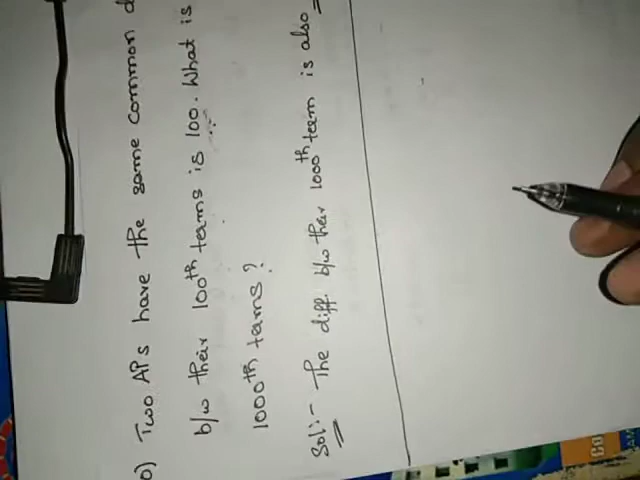 0) Two APs have the same common d
b/w their 100th terms is 100. What is
1000th terms?
Sol:- The diff. b/w their 1000th term is also